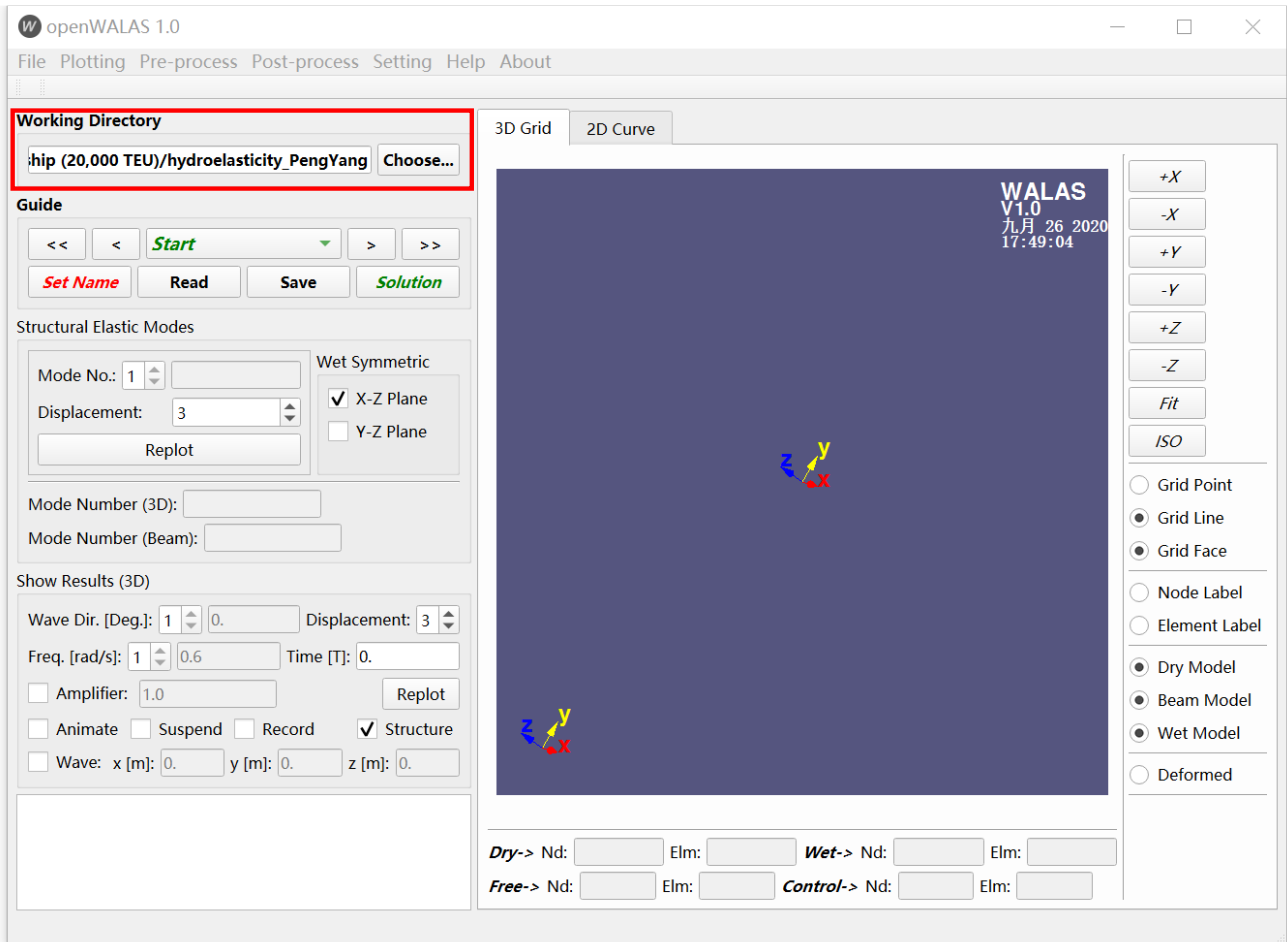 openWALAS 1.0
File Plotting Pre-process Post-process Setting Help About
Working Directory
ship (20,000 TEU)/hydroelasticity_PengYang Choose...
Guide
<< < Start > >>
Set Name Read Save Solution
Structural Elastic Modes
Mode No.: 1
Displacement: 3
Replot
Wet Symmetric
X-Z Plane
Y-Z Plane
Mode Number (3D):
Mode Number (Beam):
Show Results (3D)
Wave Dir. [Deg.]: 1 0. Displacement: 3
Freq. [rad/s]: 1 0.6 Time [T]: 0.
Amplifier: 1.0 Replot
Animate Suspend Record Structure
Wave: x [m]: 0. y [m]: 0. z [m]: 0.
3D Grid 2D Curve
WALAS
V1.0
九月 26 2020
17:49:04
z y x
z y x
+X
-X
+Y
-Y
+Z
-Z
Fit
ISO
Grid Point
Grid Line
Grid Face
Node Label
Element Label
Dry Model
Beam Model
Wet Model
Deformed
Dry-> Nd: Elm: Wet-> Nd: Elm:
Free-> Nd: Elm: Control-> Nd: Elm: